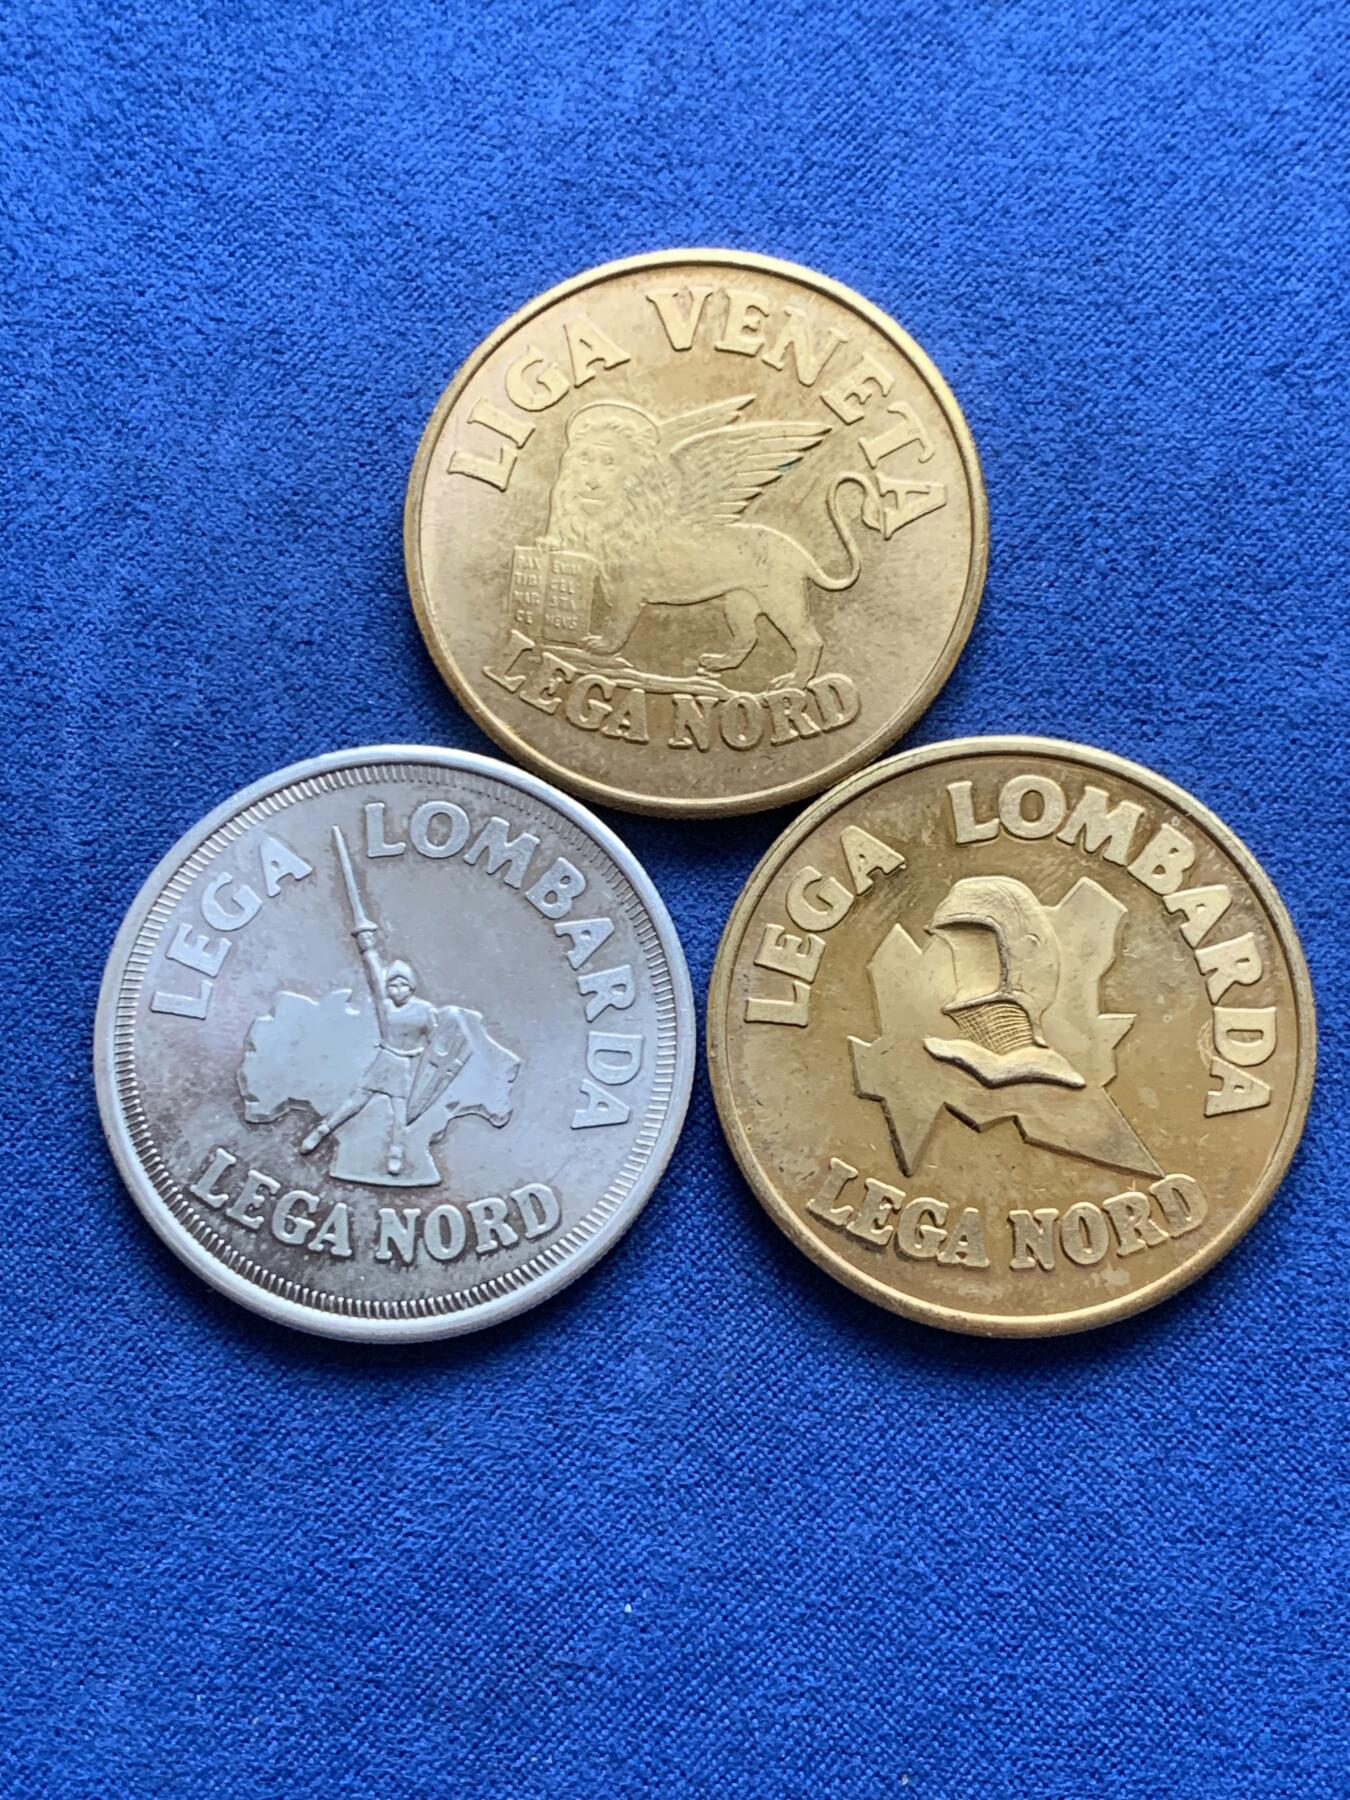 LIGA VENETA
PAX EVAN
TIBI GEL
MAR ISTA
CE MEVS
LEGA NORD
LEGA LOMBARDA
LEGA NORD
LEGA LOMBARDA
LEGA NORD